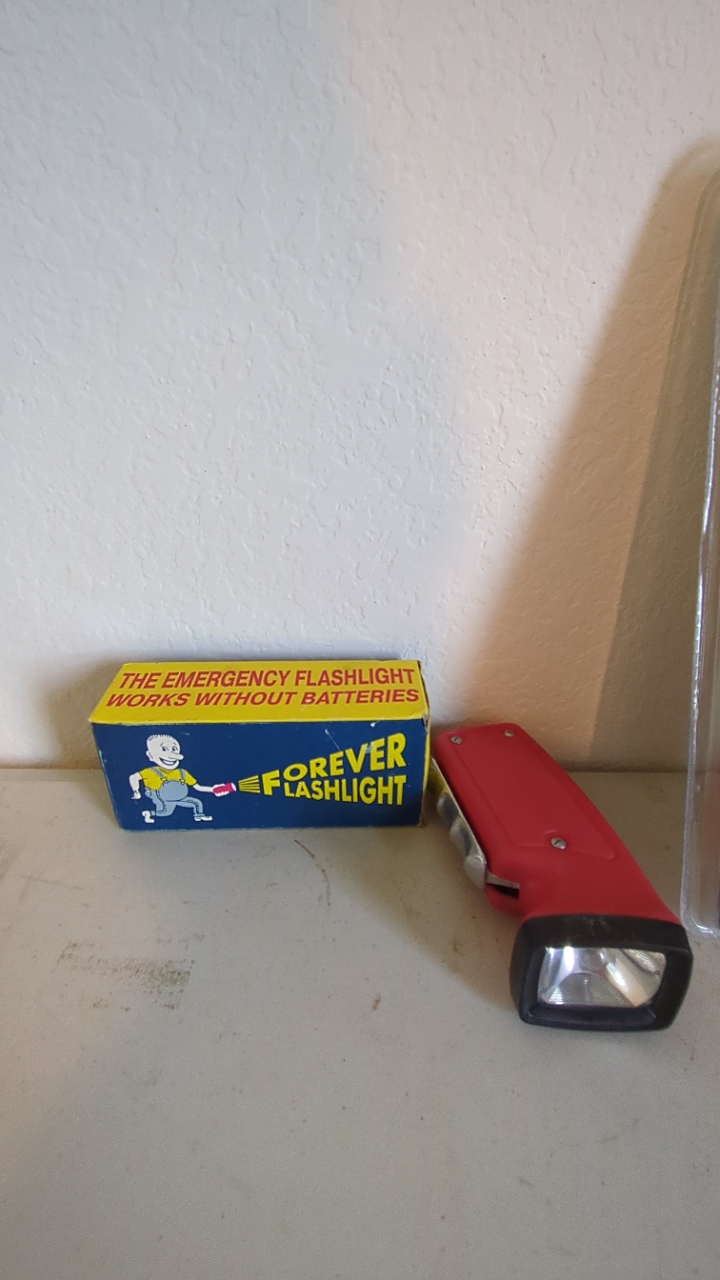 THE EMERGENCY FLASHLIGHT
WORKS WITHOUT BATTERIES
FOREVER
FLASHLIGHT